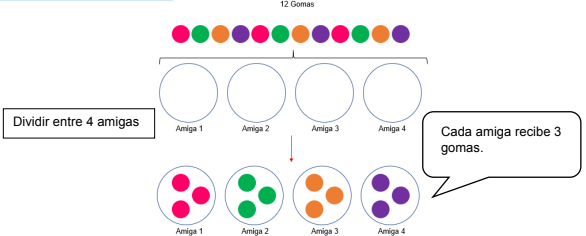 12 Gomas
Amiga 1
Amiga 2
Amiga 3
Amiga 4
Dividir entre 4 amigas
Cada amiga recibe 3
gomas.
Amiga 1
Amiga 2
Amiga 3
Amiga 4